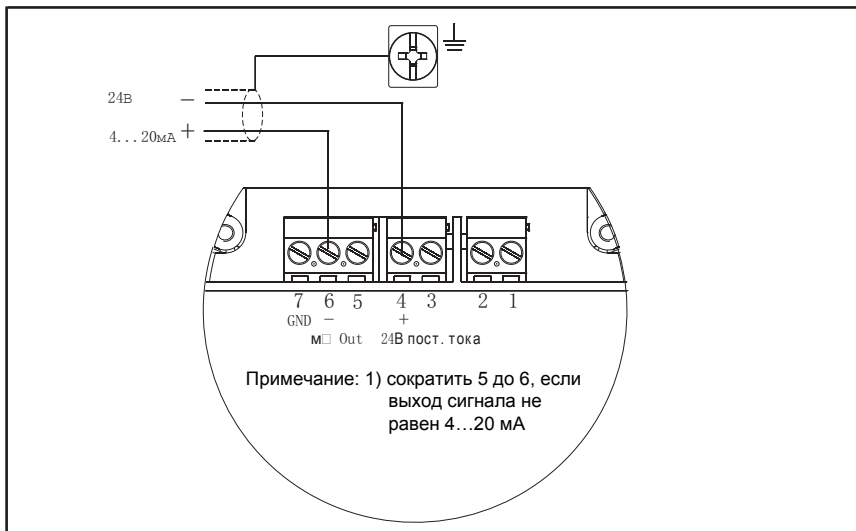 24В −
4...20мА +
7 6 5 4 3 2 1
GND − +
м□ Out 24В пост. тока
Примечание: 1) сократить 5 до 6, если
выход сигнала не
равен 4…20 мА